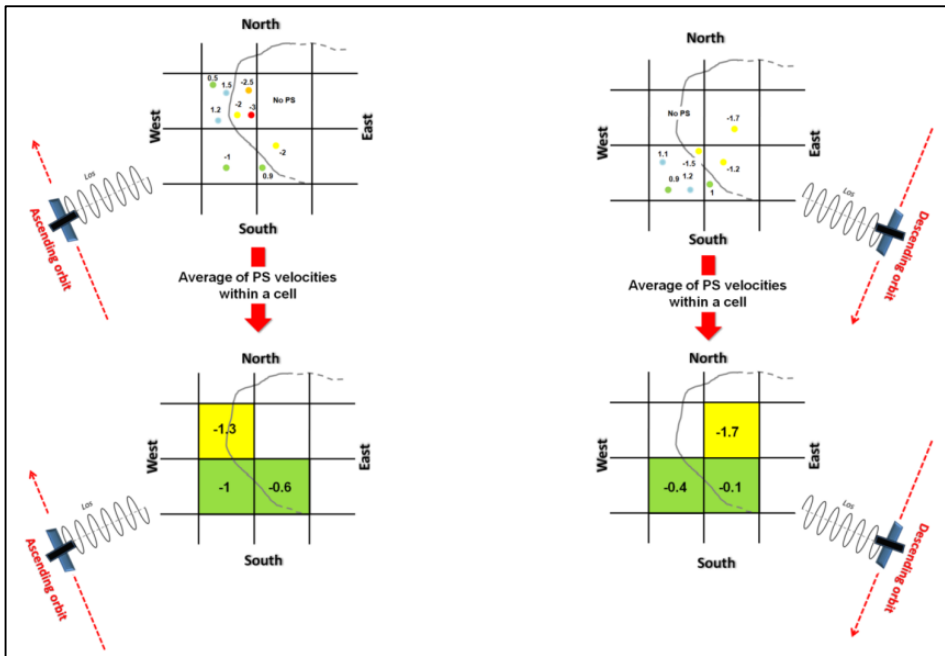 North
0.5
1.5
-2.5
1.2
-2
-3
No PS
West
East
-1
-2
0.9
South
Los
Ascending orbit
Average of PS velocities
within a cell
North
-1.3
West
East
-1
-0.6
South
Los
Ascending orbit
North
No PS
-1.7
West
East
1.1
-1.5
-1.2
0.9
1.2
1
South
Los
Descending orbit
Average of PS velocities
within a cell
North
-1.7
West
East
-0.4
-0.1
South
Los
Descending orbit